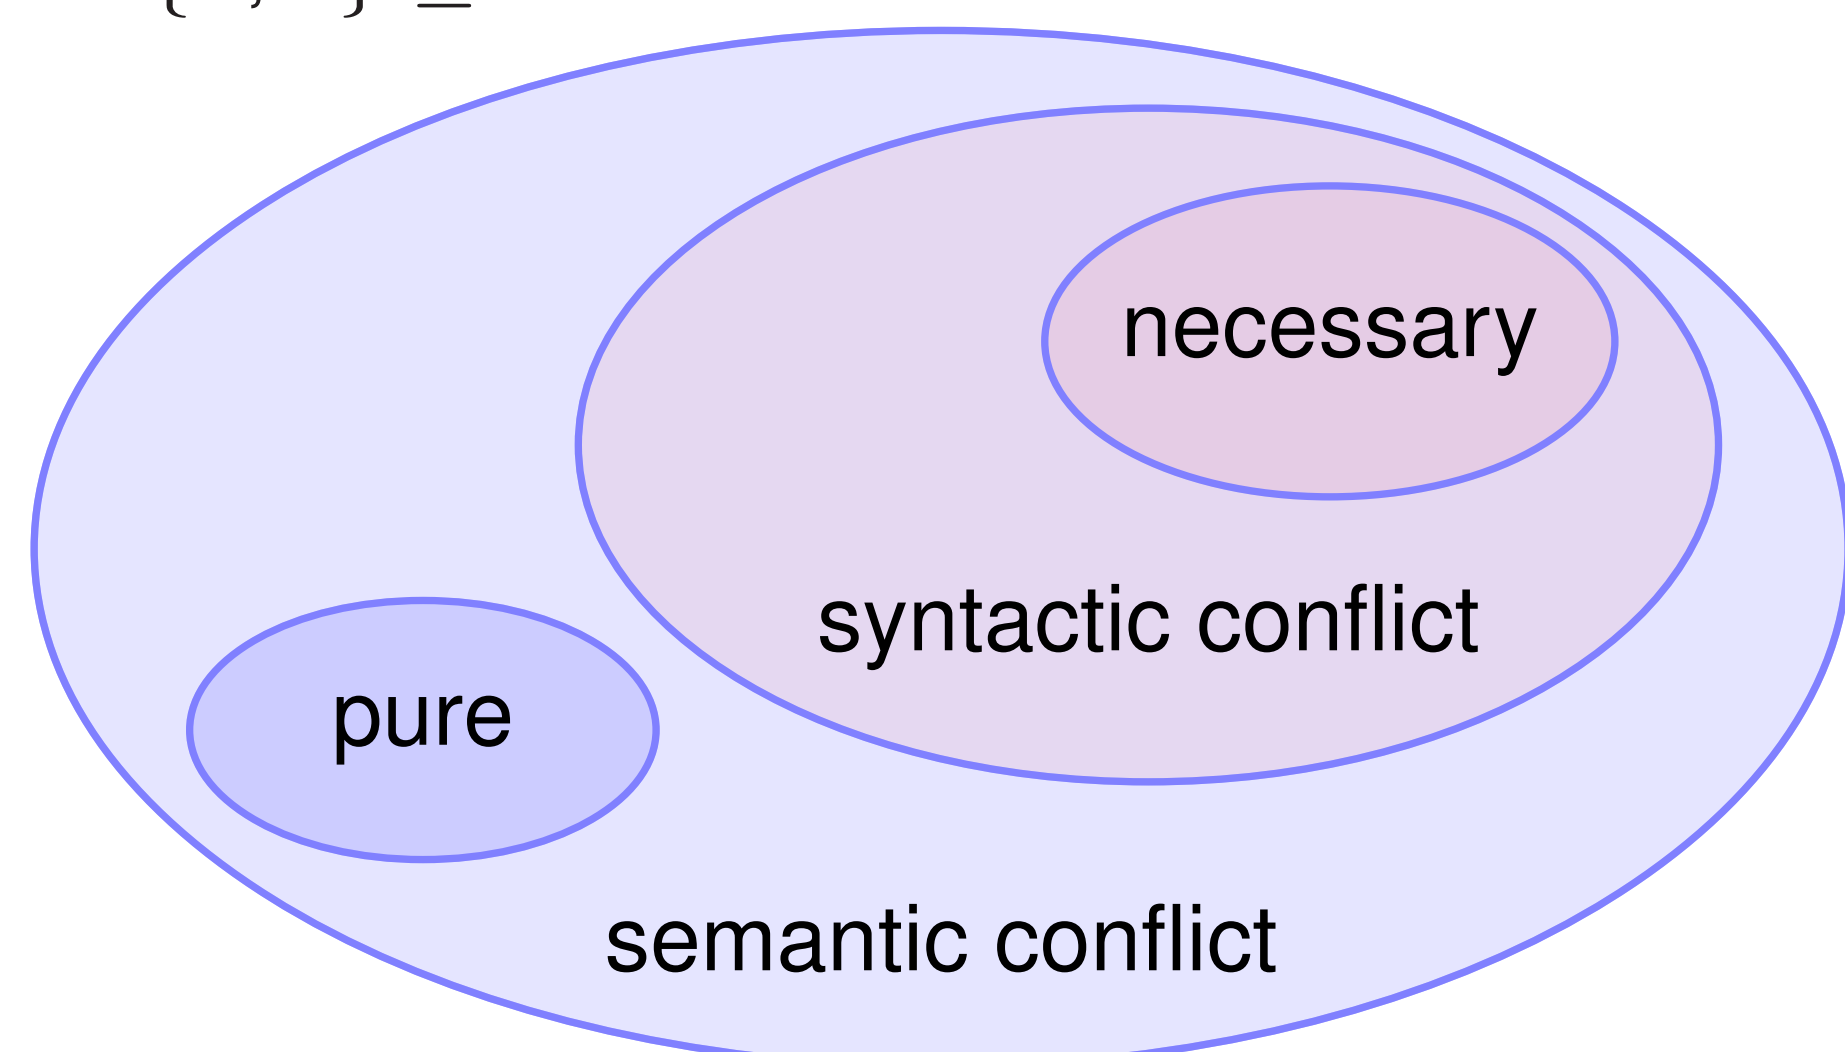 necessary
syntactic conflict
pure
semantic conflict